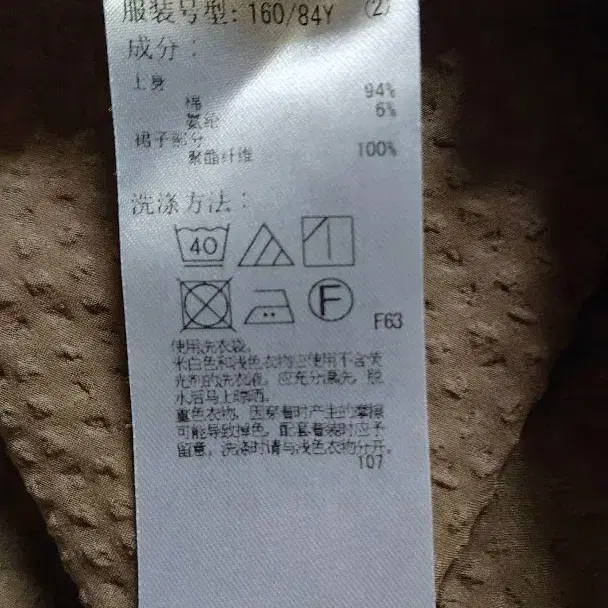 服装号型: 160/84Y (2)
成分:
上身
棉 94%
氨纶 6%
裙子部分
聚酯纤维 100%
洗涤方法:
40
F
F63
使用洗衣袋。
米白色和浅色衣物应使用不含荧
光剂的洗衣液。应充分漂洗，脱
水后马上晾晒。
重色衣物，因穿着时产生的摩擦
可能导致掉色，配套着装时应予
留意，洗涤时请与浅色衣物分开。
107